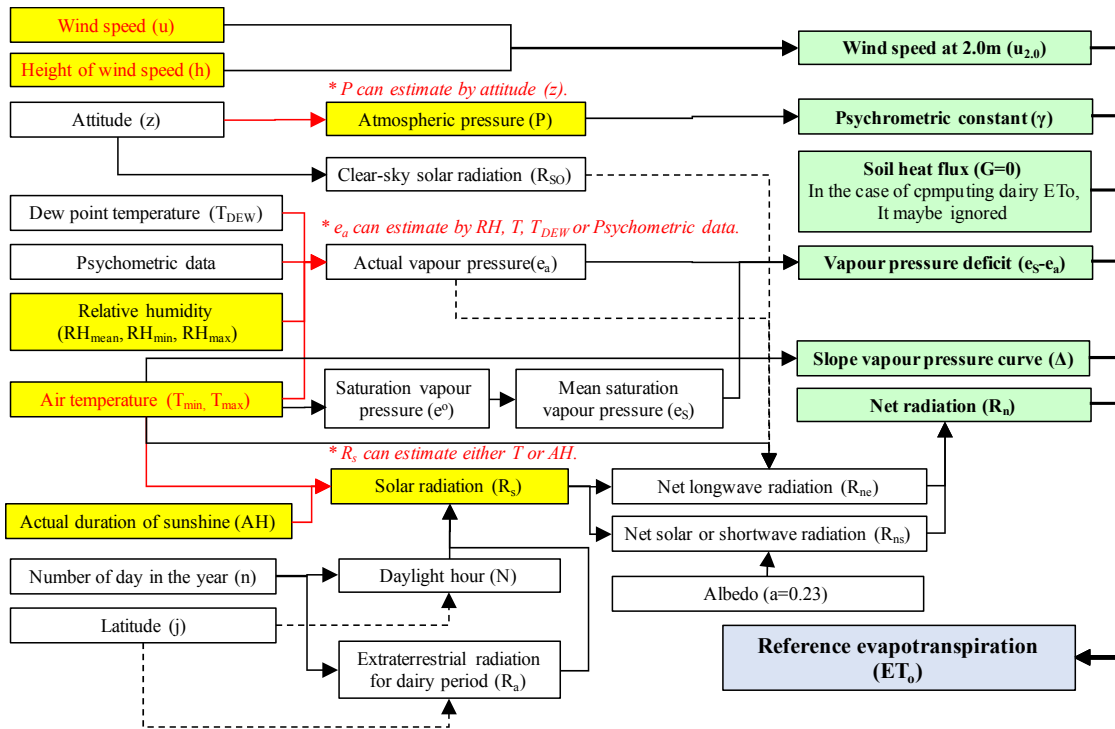 Wind speed (u)
Height of wind speed (h)
Wind speed at 2.0m (u2.0)
* P can estimate by attitude (z).
Attitude (z)
Atmospheric pressure (P)
Psychrometric constant (γ)
Clear-sky solar radiation (RSO)
Soil heat flux (G=0)
In the case of cpmputing dairy ETo,
It maybe ignored
Dew point temperature (TDEW)
* ea can estimate by RH, T, TDEW or Psychometric data.
Psychometric data
Actual vapour pressure(ea)
Vapour pressure deficit (eS-ea)
Relative humidity
(RHmean, RHmin, RHmax)
Slope vapour pressure curve (Δ)
Air temperature (Tmin, Tmax)
Saturation vapour
pressure (eo)
Mean saturation
vapour pressure (eS)
Net radiation (Rn)
* Rs can estimate either T or AH.
Solar radiation (Rs)
Net longwave radiation (Rne)
Actual duration of sunshine (AH)
Net solar or shortwave radiation (Rns)
Number of day in the year (n)
Daylight hour (N)
Albedo (a=0.23)
Latitude (j)
Extraterrestrial radiation
for dairy period (Ra)
Reference evapotranspiration
(ETo)